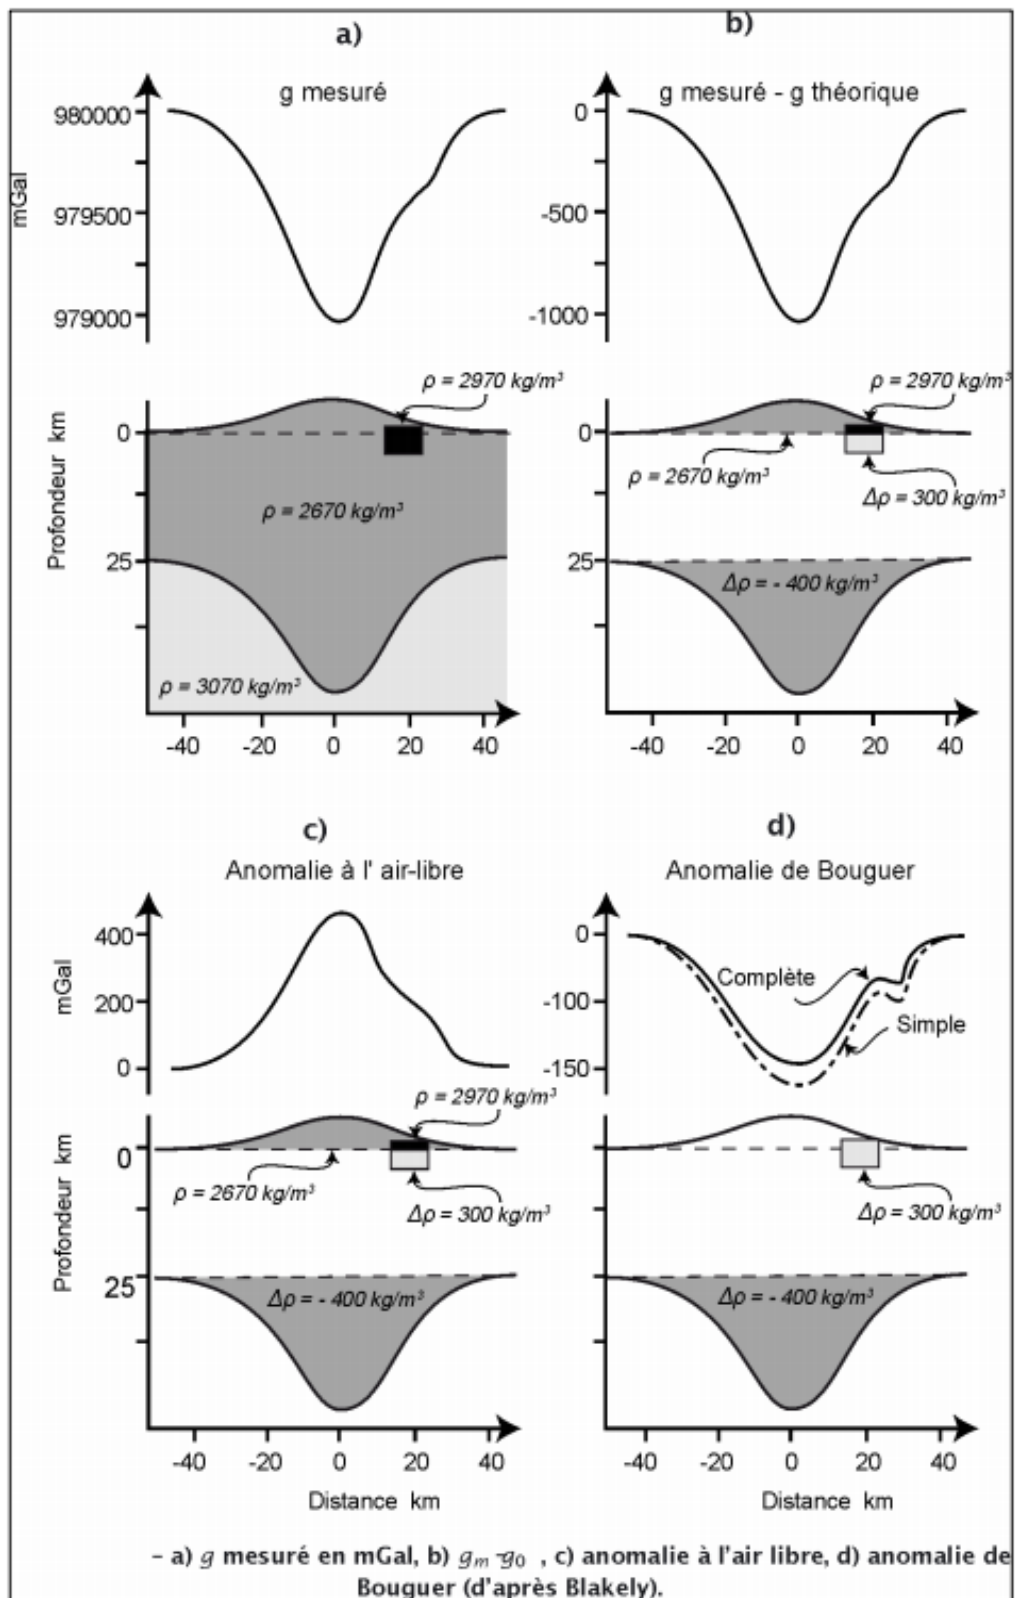 a)
g mesuré
980000
979500
979000
mGal
ρ = 2970 kg/m³
0
25
Profondeur km
ρ = 2670 kg/m³
ρ = 3070 kg/m³
-40 -20 0 20 40
b)
g mesuré - g théorique
0
-500
-1000
ρ = 2970 kg/m³
0
ρ = 2670 kg/m³
Δρ = 300 kg/m³
25
Δρ = - 400 kg/m³
-40 -20 0 20 40
c)
Anomalie à l' air-libre
400
200
0
mGal
ρ = 2970 kg/m³
0
ρ = 2670 kg/m³
Δρ = 300 kg/m³
25
Profondeur km
Δρ = - 400 kg/m³
-40 -20 0 20 40
Distance km
d)
Anomalie de Bouguer
0
-100
-150
Complète
Simple
Δρ = 300 kg/m³
Δρ = - 400 kg/m³
-40 -20 0 20 40
Distance km
– a) g mesuré en mGal, b) gₘ-g₀ , c) anomalie à l'air libre, d) anomalie de
Bouguer (d'après Blakely).